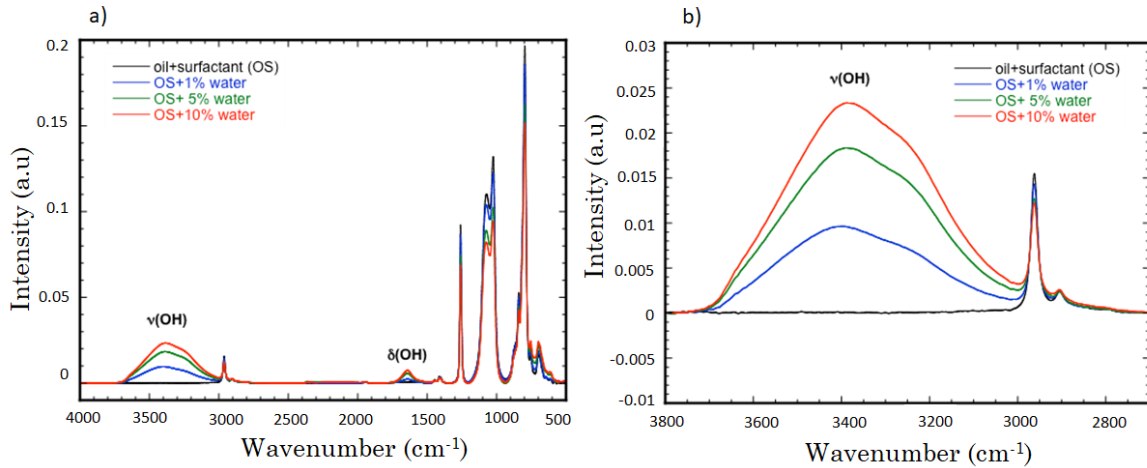 a)
0.2
0.15
0.1
0.05
0
Intensity (a.u)
oil+surfactant (OS)
OS+1% water
OS+ 5% water
OS+10% water
ν(OH)
δ(OH)
4000 3500 3000 2500 2000 1500 1000 500
Wavenumber (cm⁻¹)
b)
0.03
0.025
0.02
0.015
0.01
0.005
0
-0.005
-0.01
Intensity (a.u)
ν(OH)
oil+surfactant (OS)
OS+1% water
OS+ 5% water
OS+10% water
3800 3600 3400 3200 3000 2800
Wavenumber (cm⁻¹)